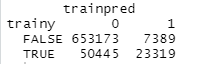 trainpred
trainy 0 1
FALSE 653173 7389
TRUE 50445 23319